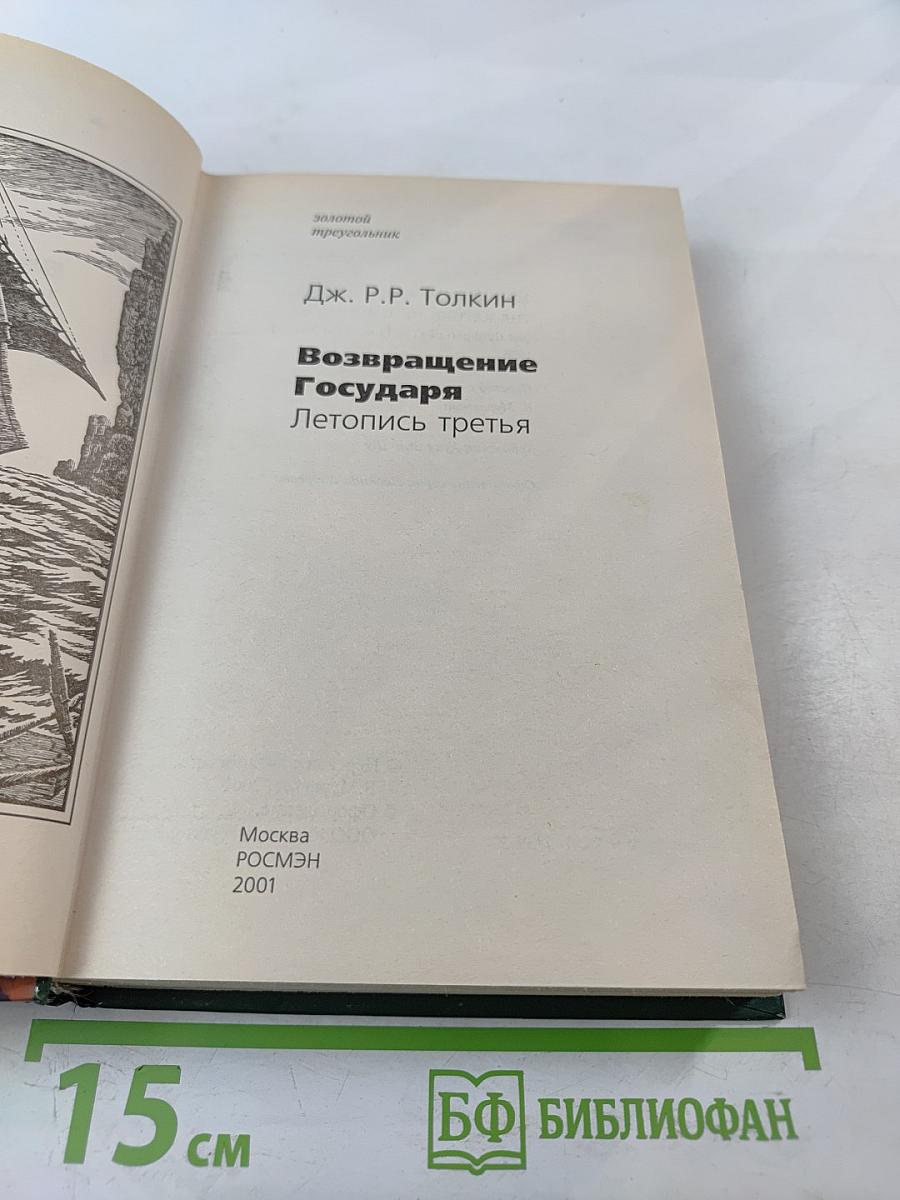 золотой
треугольник
Дж. Р.Р. Толкин
Возвращение
Государя
Летопись третья
Москва
РОСМЭН
2001
15 см
БФ БИБЛИОФАН